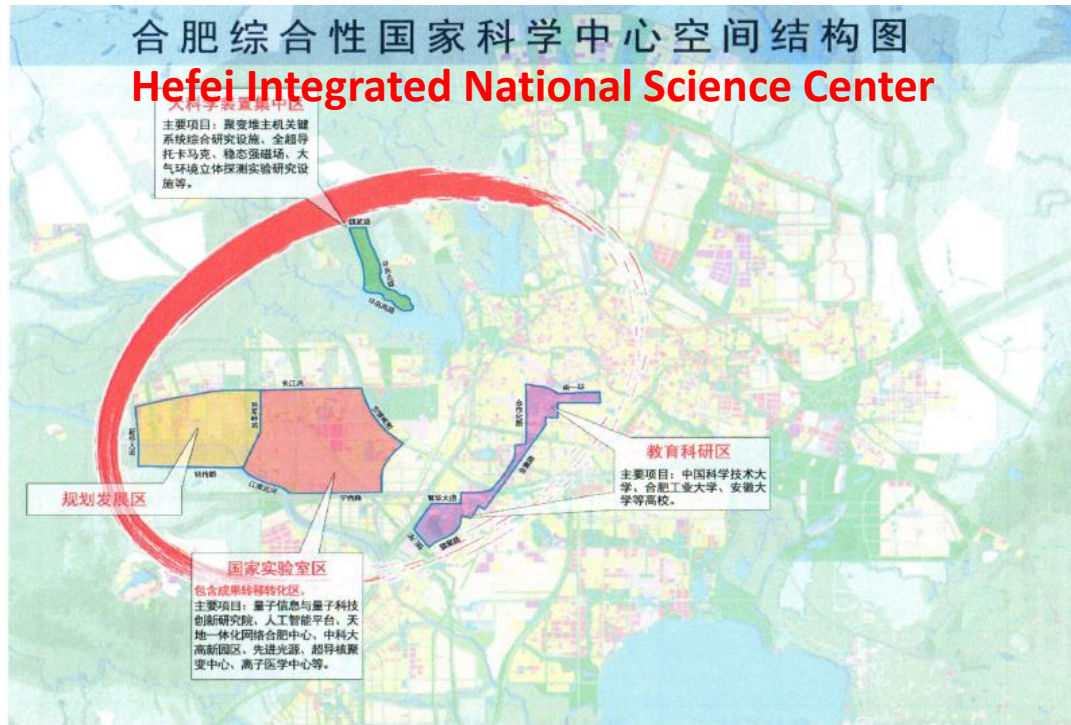 合肥综合性国家科学中心空间结构图
Hefei Integrated National Science Center
大科学装置集中区
主要项目：聚变堆主机关键
系统综合研究设施、全超导
托卡马克、稳态强磁场、大
气环境立体探测实验研究设
施等。
长江西路
南一环
教育科研区
主要项目：中国科学技术大
学、合肥工业大学、安徽大
学等高校。
金寨路
繁华大道
宁西路
规划发展区
国家实验室区
包含成果转移转化区。
主要项目：量子信息与量子科技
创新研究院、人工智能平台、天
地一体化网络合肥中心、中科大
高新园区、先进光源、超导核聚
变中心、离子医学中心等。